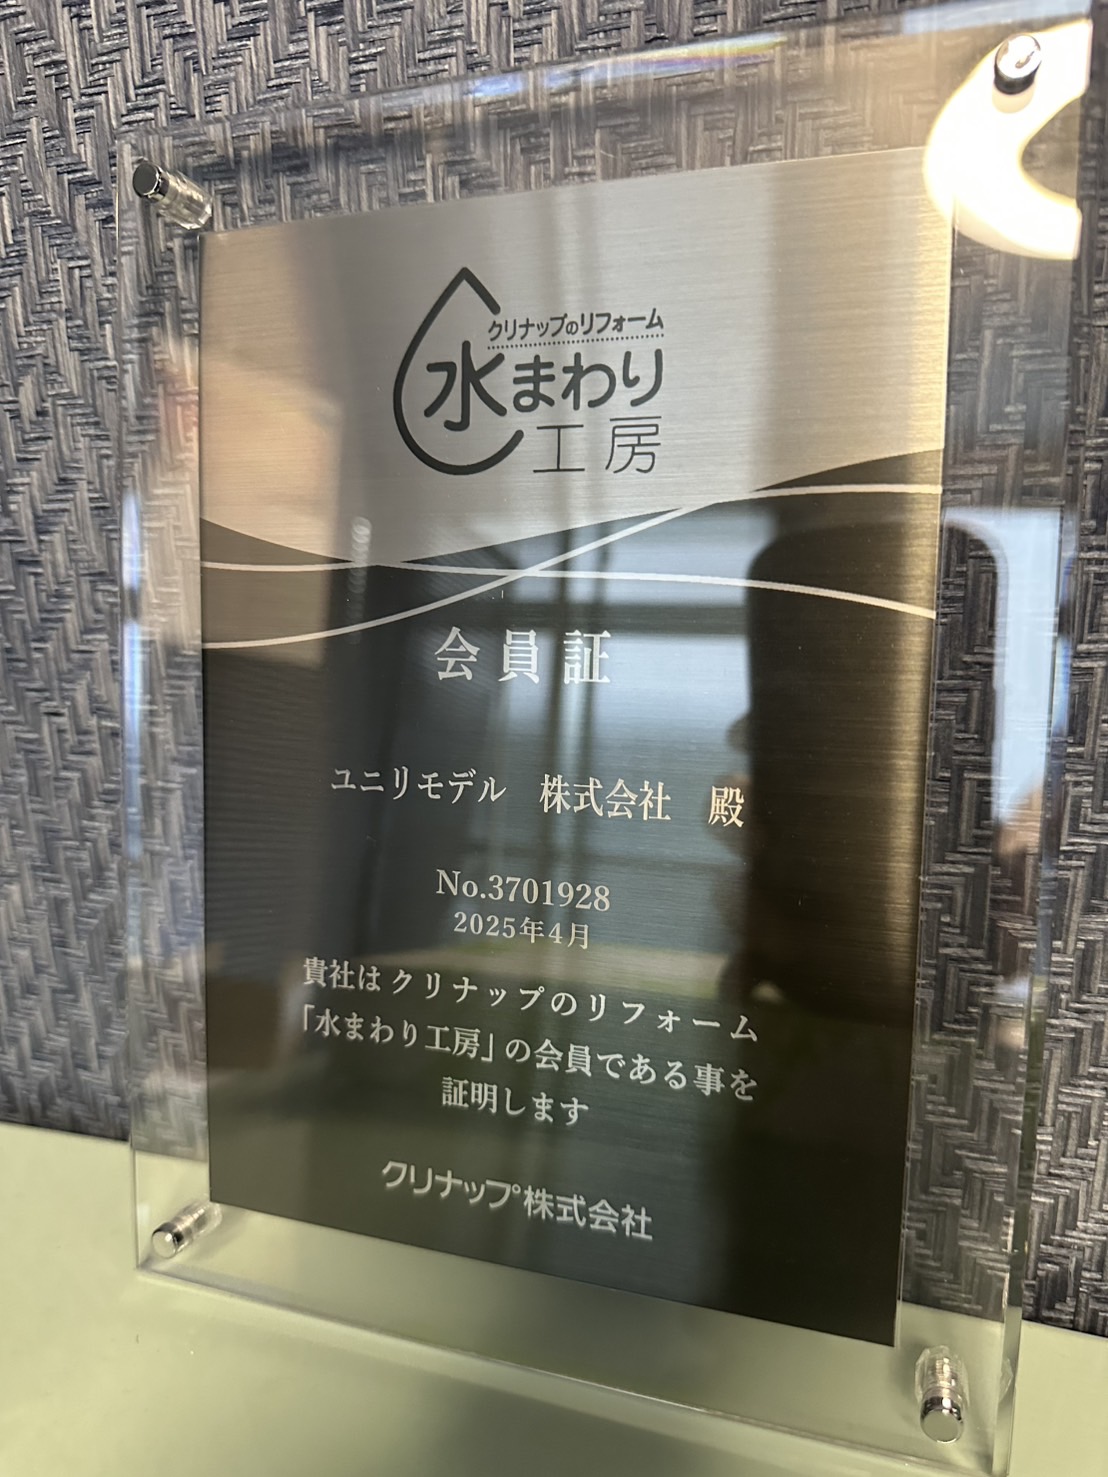 クリナップのリフォーム
水まわり
工房
会員証
ユニリモデル 株式会社 殿
No.3701928
2025年4月
貴社はクリナップのリフォーム
「水まわり工房」の会員である事を
証明します
クリナップ株式会社